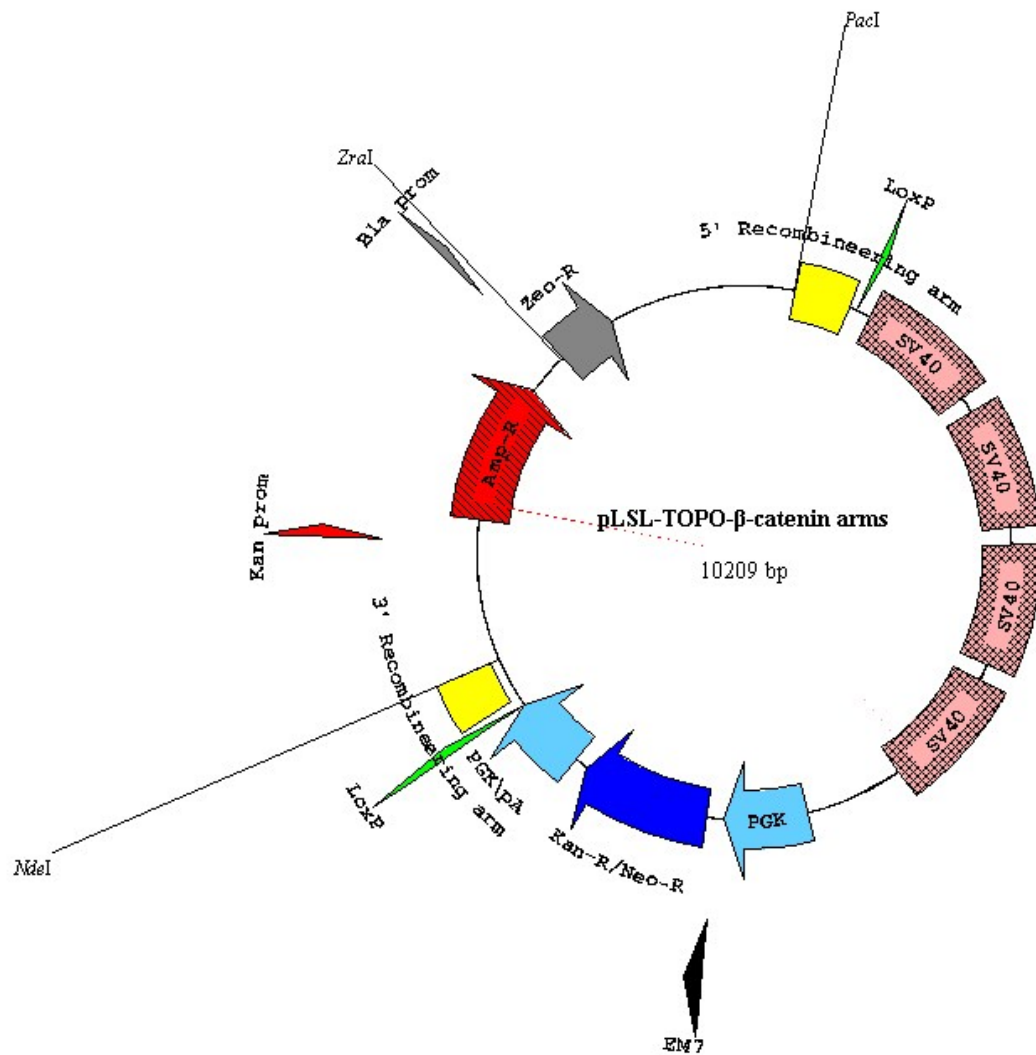 PacI
ZraI
Bla prom
LoxP
5' Recombineering arm
Zeo-R
SV40
SV40
Amp-R
pLSL-TOPO-β-catenin arms
10209 bp
Kan prom
SV40
3' Recombineering arm
SV40
PGK\pA
LoxP
PGK
Kan-R/Neo-R
NdeI
EM7